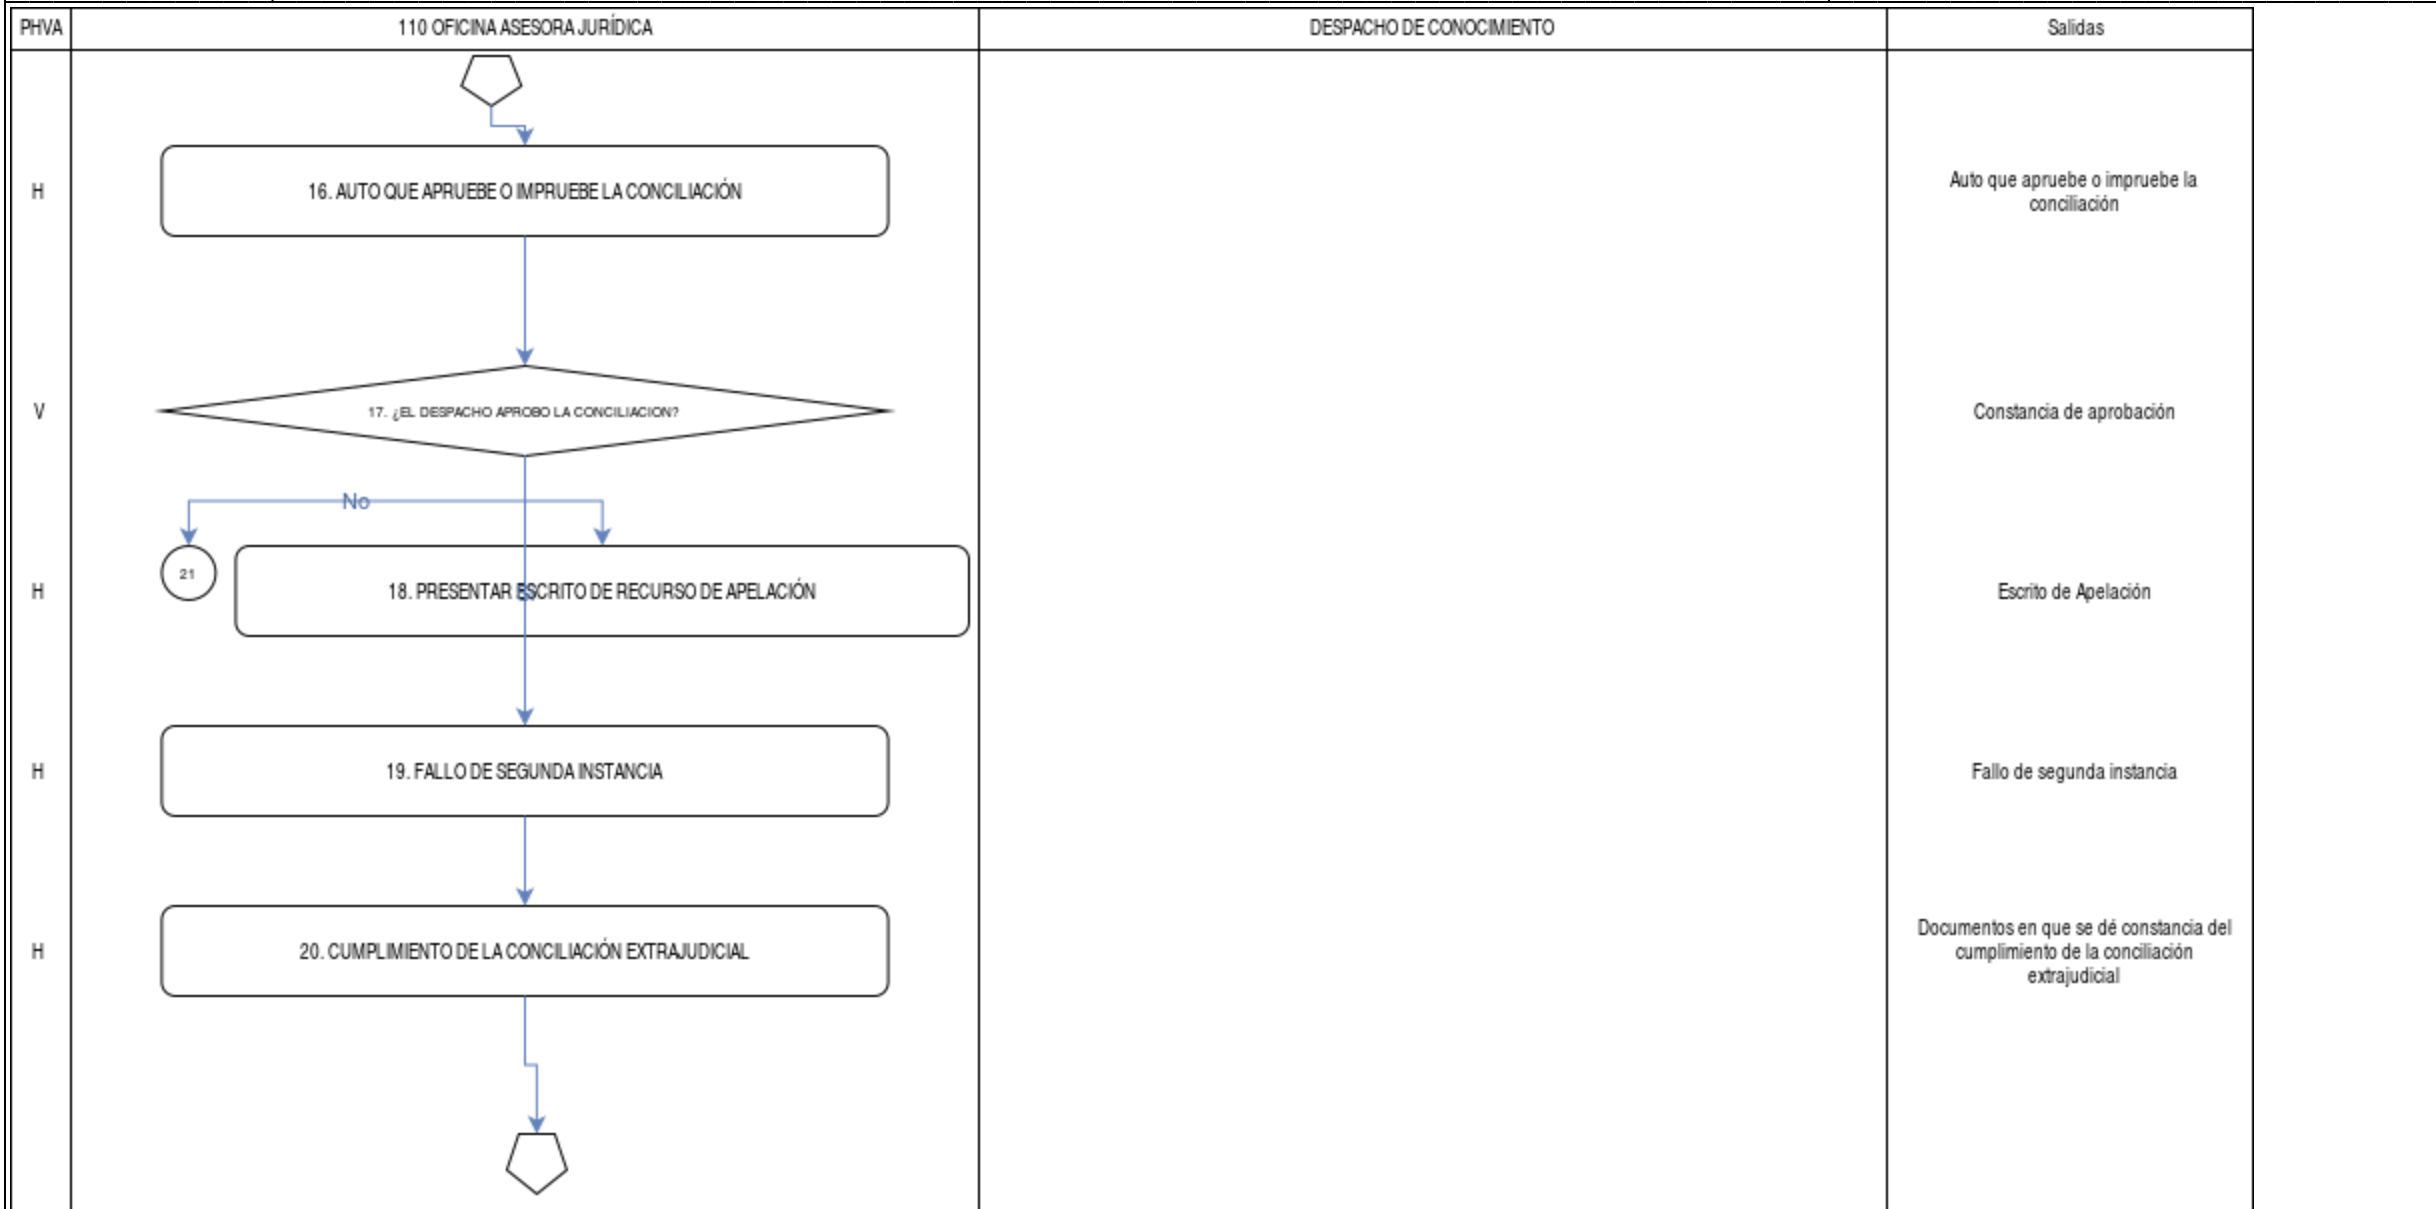 PHVA
110 OFICINA ASESORA JURÍDICA
DESPACHO DE CONOCIMIENTO
Salidas
H
16. AUTO QUE APRUEBE O IMPRUEBE LA CONCILIACIÓN
Auto que apruebe o impruebe la
conciliación
V
17. ¿EL DESPACHO APROBO LA CONCILIACION?
Constancia de aprobación
No
21
H
18. PRESENTAR ESCRITO DE RECURSO DE APELACIÓN
Escrito de Apelación
H
19. FALLO DE SEGUNDA INSTANCIA
Fallo de segunda instancia
H
20. CUMPLIMIENTO DE LA CONCILIACIÓN EXTRAJUDICIAL
Documentos en que se dé constancia del
cumplimiento de la conciliación
extrajudicial